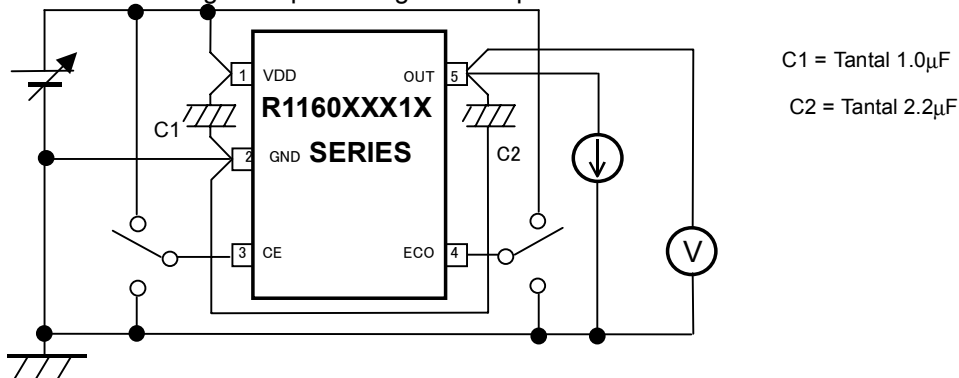 C1 = Tantal 1.0μF
C2 = Tantal 2.2μF
1 VDD
OUT 5
R1160XXX1X
C1
2 GND
SERIES
C2
3 CE
ECO 4
V